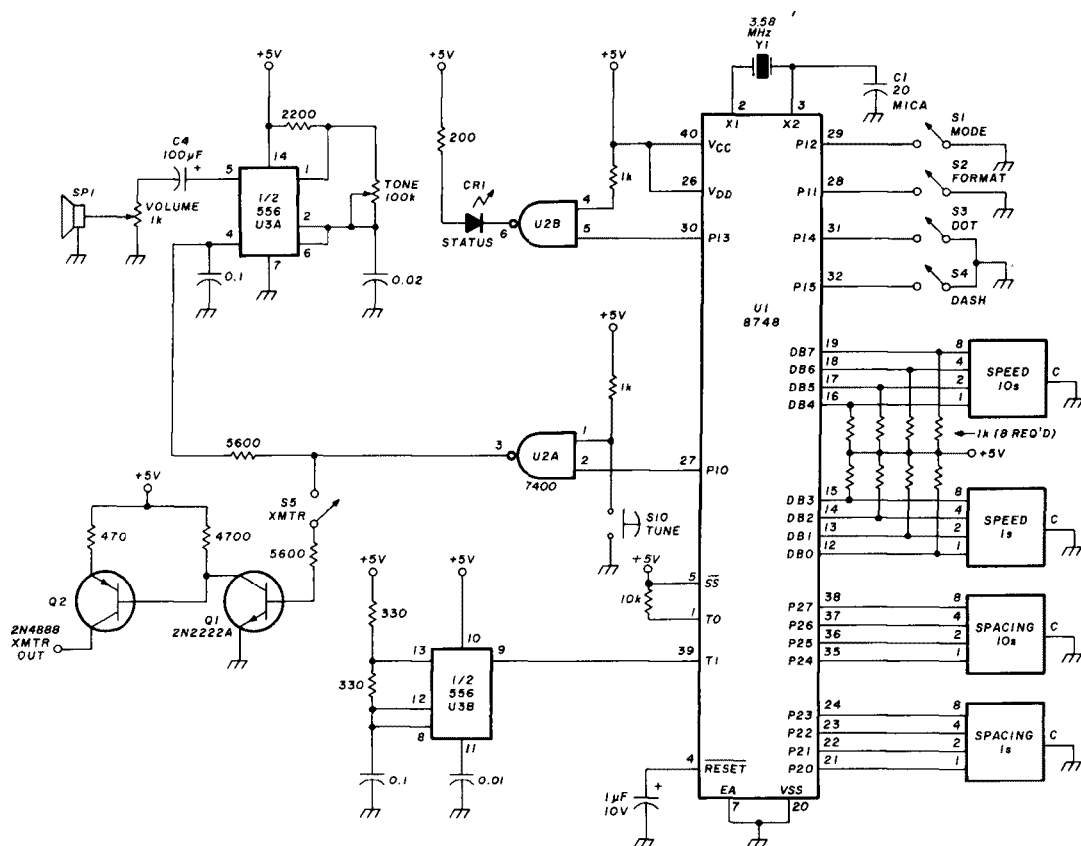 3.58
MHz
Y1
+5V
+5V
+5V
2
3
C1
20
MICA
2200
X1
X2
S1
MODE
C4
100µF
+
200
40
VCC
P12
29
14
5
1
1k
S2
FORMAT
SP1
CR1
TONE
100k
26
VDD
P11
28
VOLUME
1k
1/2
556
U3A
2
4
U2B
S3
DOT
4
6
STATUS
6
5
30
P13
P14
31
7
0.1
0.02
P15
32
S4
DASH
U1
8748
+5V
DB7
19
8
DB6
18
4
SPEED
10s
C
DB5
17
2
DB4
16
1
1k
1k (8 REQ'D)
+5V
5600
3
1
U2A
2
27
P10
7400
+5V
S5
XMTR
DB3
15
8
S10
TUNE
DB2
14
4
SPEED
1s
C
DB1
13
2
DB0
12
1
470
4700
5600
+5V
+5V
+5V
5
SS
10k
1
T0
Q2
Q1
2N2222A
2N4888
XMTR
OUT
330
P27
38
8
P26
37
4
SPACING
10s
C
P25
36
2
P24
35
1
10
13
9
39
T1
330
1/2
556
U3B
12
8
11
P23
24
8
P22
23
4
SPACING
1s
C
P21
22
2
P20
21
1
0.1
0.01
4
RESET
1µF
10V
+
EA
VSS
7
20